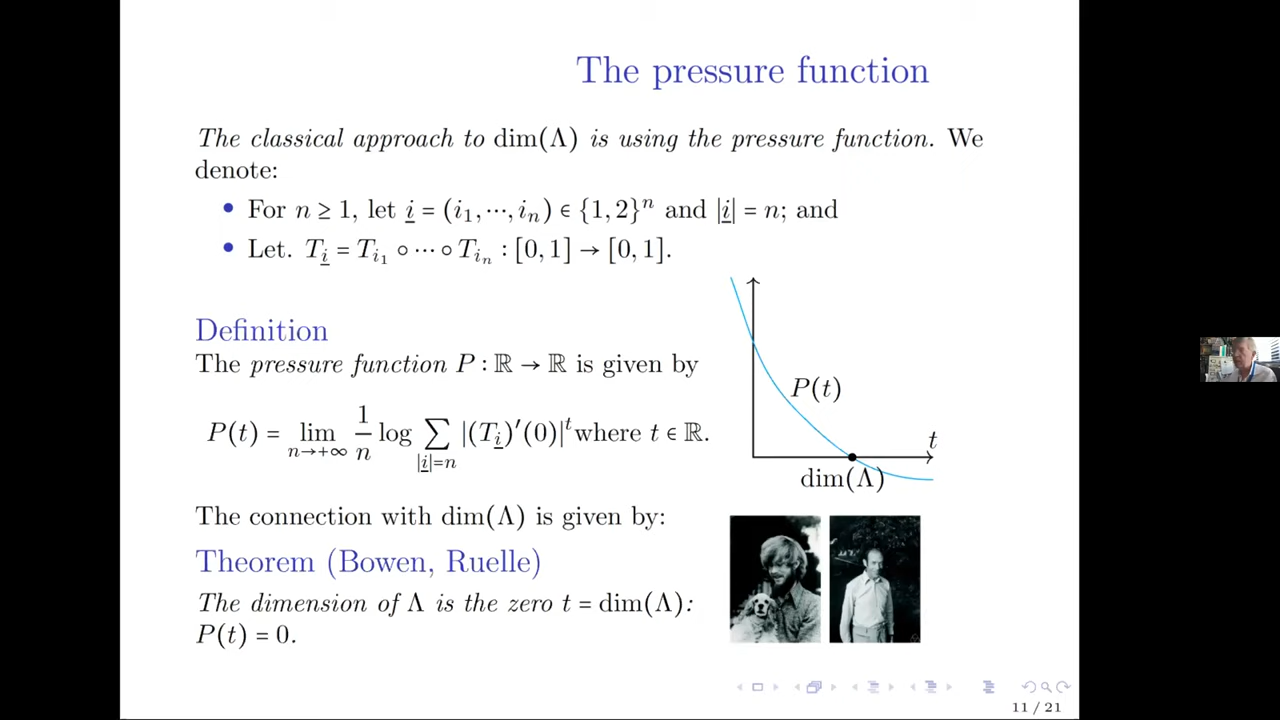 The pressure function
The classical approach to dim(Λ) is using the pressure function. We
denote:
• For n ≥ 1, let i̲ = (i₁, ⋯, iₙ) ∈ {1, 2}ⁿ and |i̲| = n; and
• Let. T_i̲ = T_{i₁} ∘ ⋯ ∘ T_{iₙ} : [0, 1] → [0, 1].
Definition
The pressure function P : ℝ → ℝ is given by
P(t) = lim_{n→+∞} 1/n log ∑_{|i̲|=n} |(T_i̲)′(0)|ᵗ where t ∈ ℝ.
P(t)
t
dim(Λ)
The connection with dim(Λ) is given by:
Theorem (Bowen, Ruelle)
The dimension of Λ is the zero t = dim(Λ):
P(t) = 0.
11 / 21